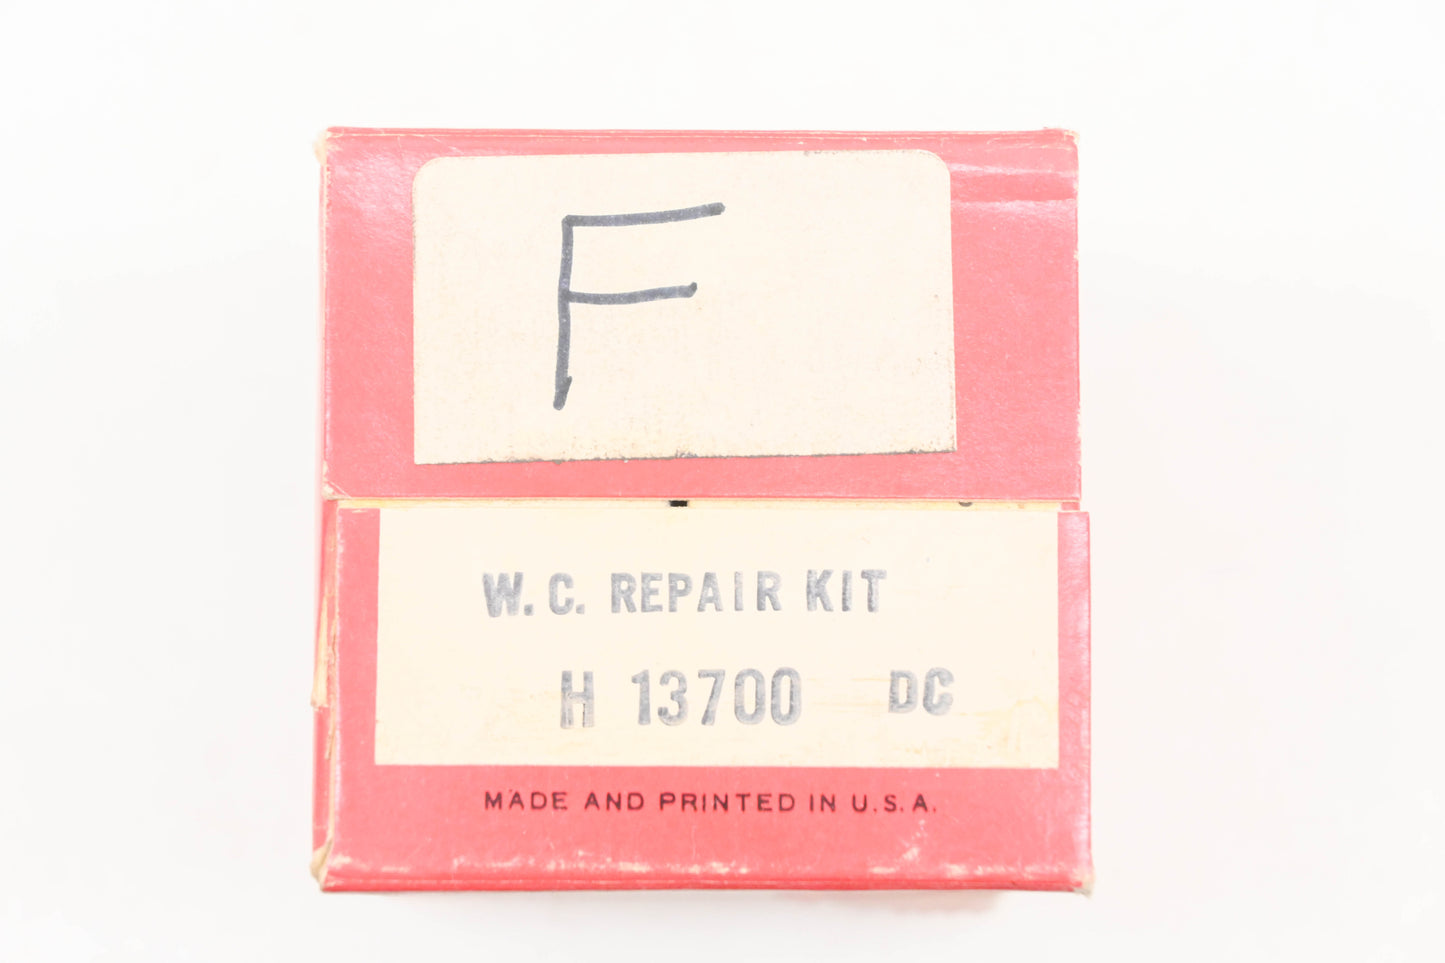 F
W. C. REPAIR KIT
H 13700 DC
MADE AND PRINTED IN U.S.A.